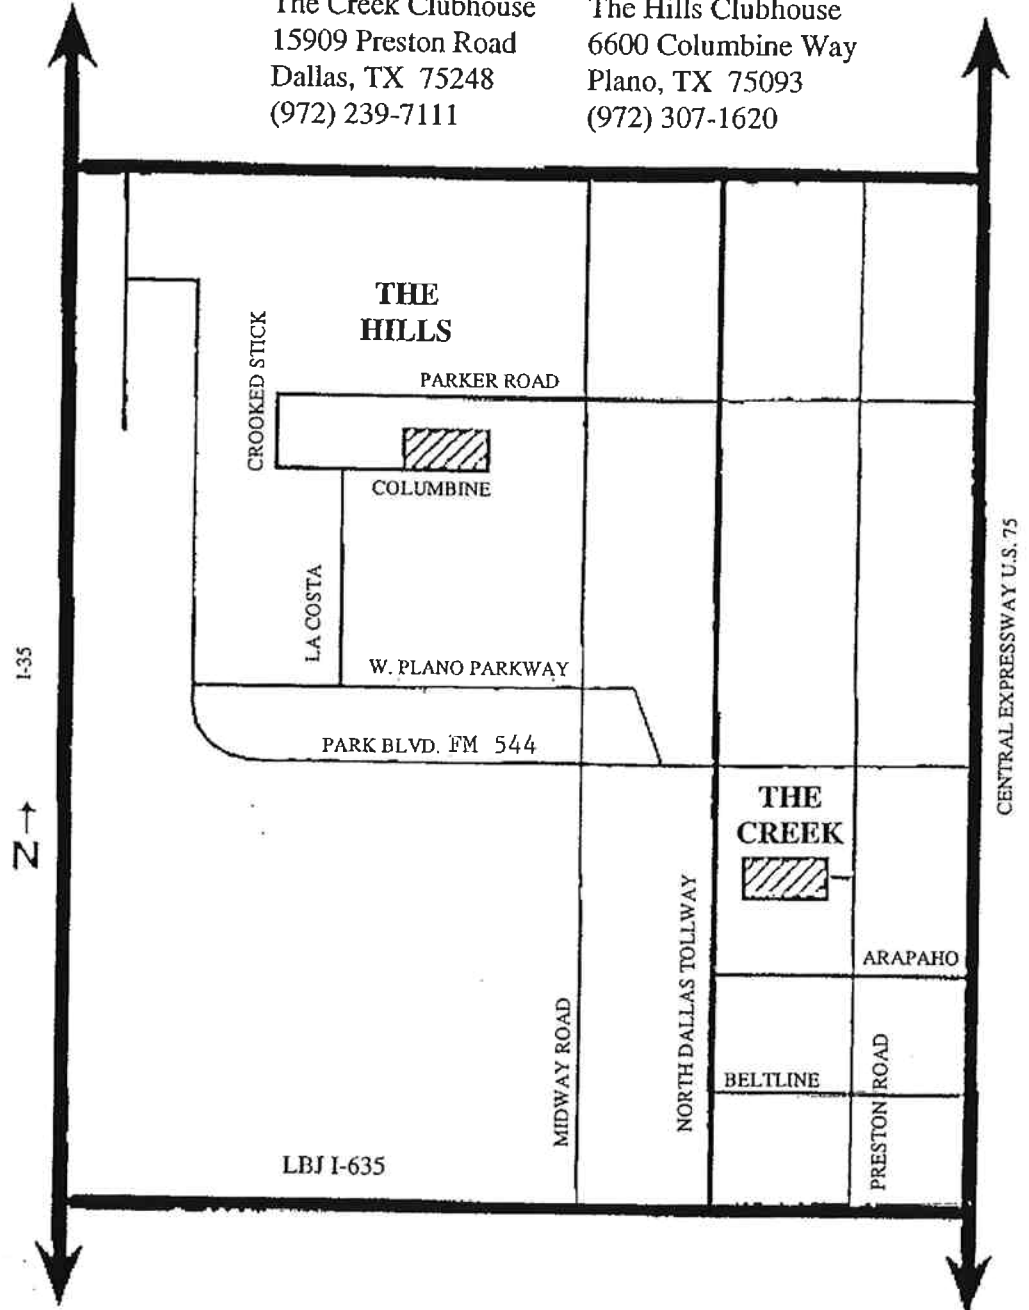 The Creek Clubhouse
15909 Preston Road
Dallas, TX 75248
(972) 239-7111
The Hills Clubhouse
6600 Columbine Way
Plano, TX 75093
(972) 307-1620
THE
HILLS
CROOKED STICK
PARKER ROAD
COLUMBINE
LA COSTA
W. PLANO PARKWAY
PARK BLVD. FM 544
I-35
N→
CENTRAL EXPRESSWAY U.S. 75
THE
CREEK
ARAPAHO
NORTH DALLAS TOLLWAY
MIDWAY ROAD
BELTLINE
PRESTON ROAD
LBJ I-635